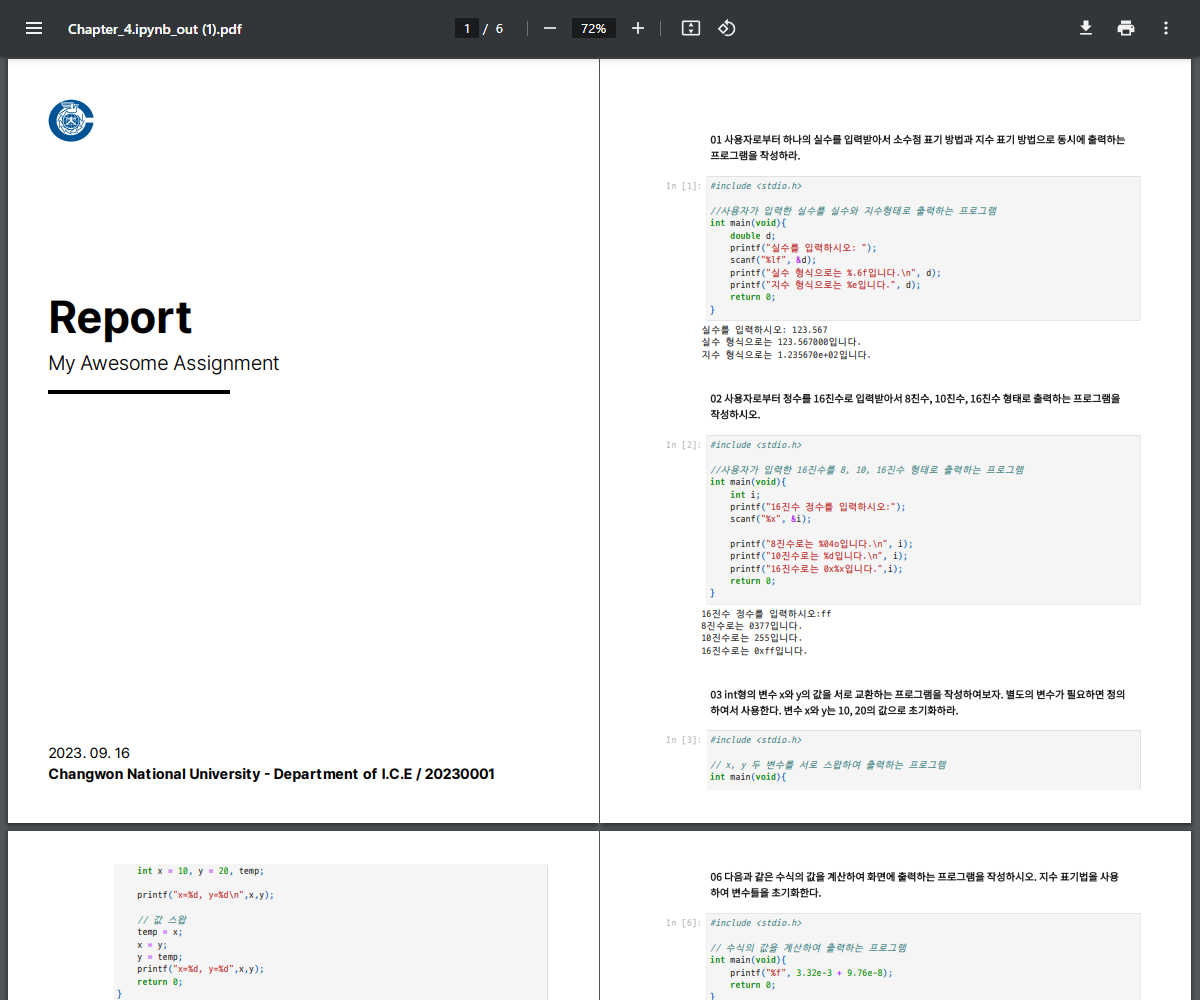 Chapter_4.ipynb_out (1).pdf
1 / 6
72%
Report
My Awesome Assignment
2023. 09. 16
Changwon National University - Department of I.C.E / 20230001
01 사용자로부터 하나의 실수를 입력받아서 소수점 표기 방법과 지수 표기 방법으로 동시에 출력하는
프로그램을 작성하라.
In [1]: #include <stdio.h>
//사용자가 입력한 실수를 실수와 지수형태로 출력하는 프로그램
int main(void){
double d;
printf("실수를 입력하시오: ");
scanf("%lf", &d);
printf("실수 형식으로는 %.6f입니다.\n", d);
printf("지수 형식으로는 %e입니다.", d);
return 0;
}
실수를 입력하시오: 123.567
실수 형식으로는 123.567000입니다.
지수 형식으로는 1.235670e+02입니다.
02 사용자로부터 정수를 16진수로 입력받아서 8진수, 10진수, 16진수 형태로 출력하는 프로그램을
작성하시오.
In [2]: #include <stdio.h>
//사용자가 입력한 16진수를 8, 10, 16진수 형태로 출력하는 프로그램
int main(void){
int i;
printf("16진수 정수를 입력하시오:");
scanf("%x", &i);
printf("8진수로는 %04o입니다.\n", i);
printf("10진수로는 %d입니다.\n", i);
printf("16진수로는 0x%x입니다.",i);
return 0;
}
16진수 정수를 입력하시오:ff
8진수로는 0377입니다.
10진수로는 255입니다.
16진수로는 0xff입니다.
03 int형의 변수 x와 y의 값을 서로 교환하는 프로그램을 작성하여보자. 별도의 변수가 필요하면 정의
하여서 사용한다. 변수 x와 y는 10, 20의 값으로 초기화하라.
In [3]: #include <stdio.h>
// x, y 두 변수를 서로 스왑하여 출력하는 프로그램
int main(void){
int x = 10, y = 20, temp;
printf("x=%d, y=%d\n",x,y);
// 값 스왑
temp = x;
x = y;
y = temp;
printf("x=%d, y=%d",x,y);
return 0;
}
06 다음과 같은 수식의 값을 계산하여 화면에 출력하는 프로그램을 작성하시오. 지수 표기법을 사용
하여 변수들을 초기화한다.
In [6]: #include <stdio.h>
// 수식의 값을 계산하여 출력하는 프로그램
int main(void){
printf("%f", 3.32e-3 + 9.76e-8);
return 0;
}